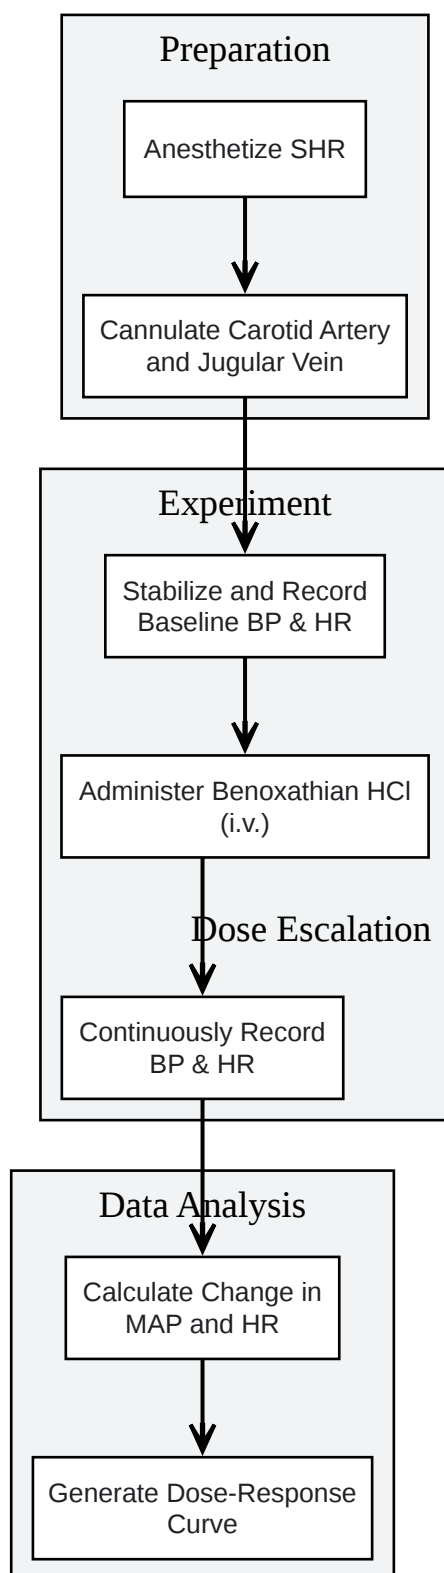 Preparation
Anesthetize SHR
Cannulate Carotid Artery
and Jugular Vein
Experiment
Stabilize and Record
Baseline BP & HR
Administer Benoxathian HCl
(i.v.)
Dose Escalation
Continuously Record
BP & HR
Data Analysis
Calculate Change in
MAP and HR
Generate Dose-Response
Curve